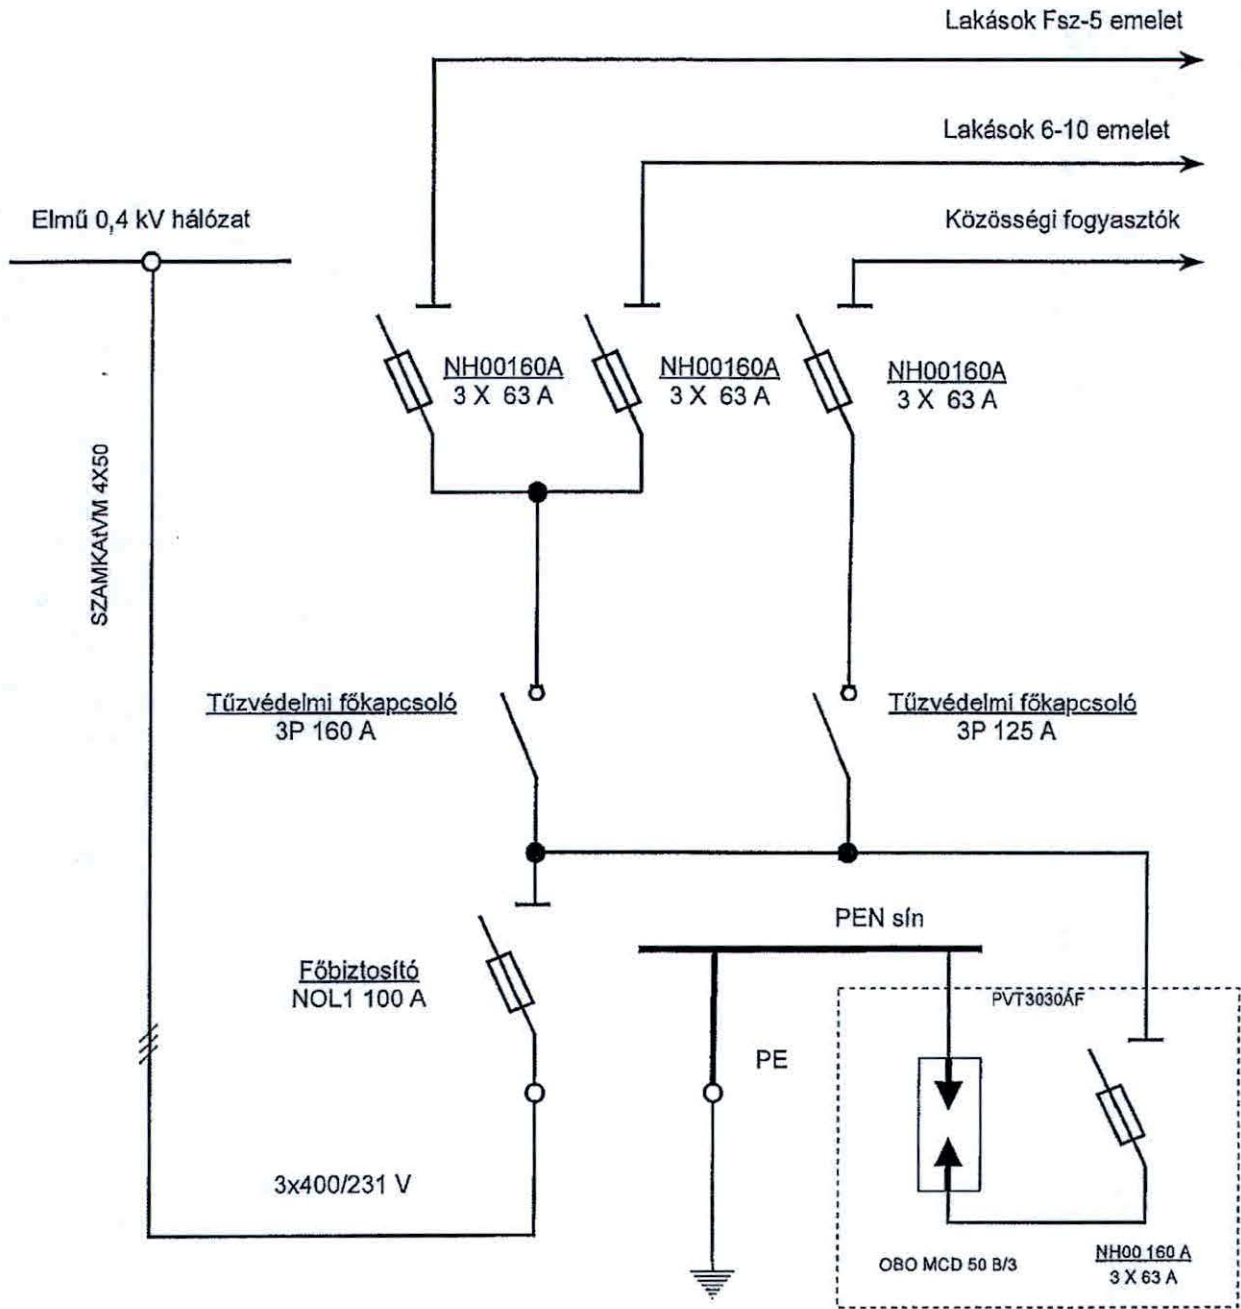 Lakások Fsz-5 emelet
Lakások 6-10 emelet
Elmű 0,4 kV hálózat
Közösségi fogyasztók
NH00160A
3 X 63 A
NH00160A
3 X 63 A
NH00160A
3 X 63 A
SZAMKAtVM 4X50
Tűzvédelmi főkapcsoló
3P 160 A
Tűzvédelmi főkapcsoló
3P 125 A
PEN sín
Főbiztosító
NOL1 100 A
PVT3030ÁF
PE
3x400/231 V
OBO MCD 50 B/3
NH00 160 A
3 X 63 A